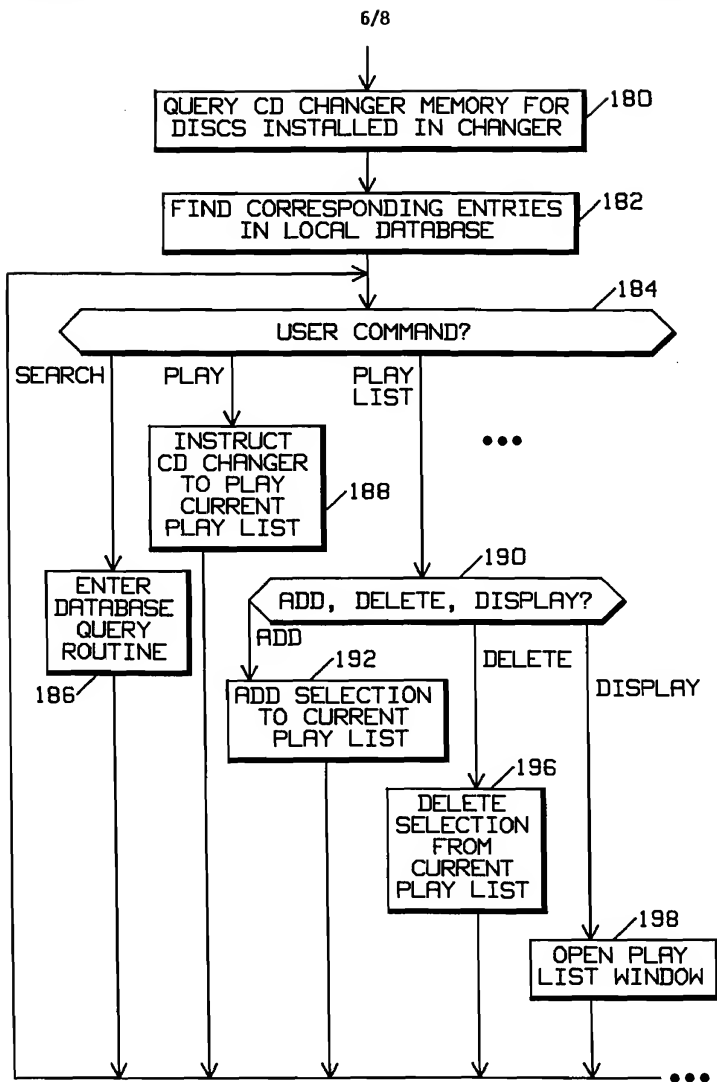 6/8
QUERY CD CHANGER MEMORY FOR
DISCS INSTALLED IN CHANGER
180
FIND CORRESPONDING ENTRIES
IN LOCAL DATABASE
182
184
USER COMMAND?
SEARCH
PLAY
PLAY
LIST
•••
INSTRUCT
CD CHANGER
TO PLAY
CURRENT
PLAY LIST
188
ENTER
DATABASE
QUERY
ROUTINE
186
190
ADD, DELETE, DISPLAY?
ADD
DELETE
DISPLAY
192
ADD SELECTION
TO CURRENT
PLAY LIST
196
DELETE
SELECTION
FROM
CURRENT
PLAY LIST
198
OPEN PLAY
LIST WINDOW
•••